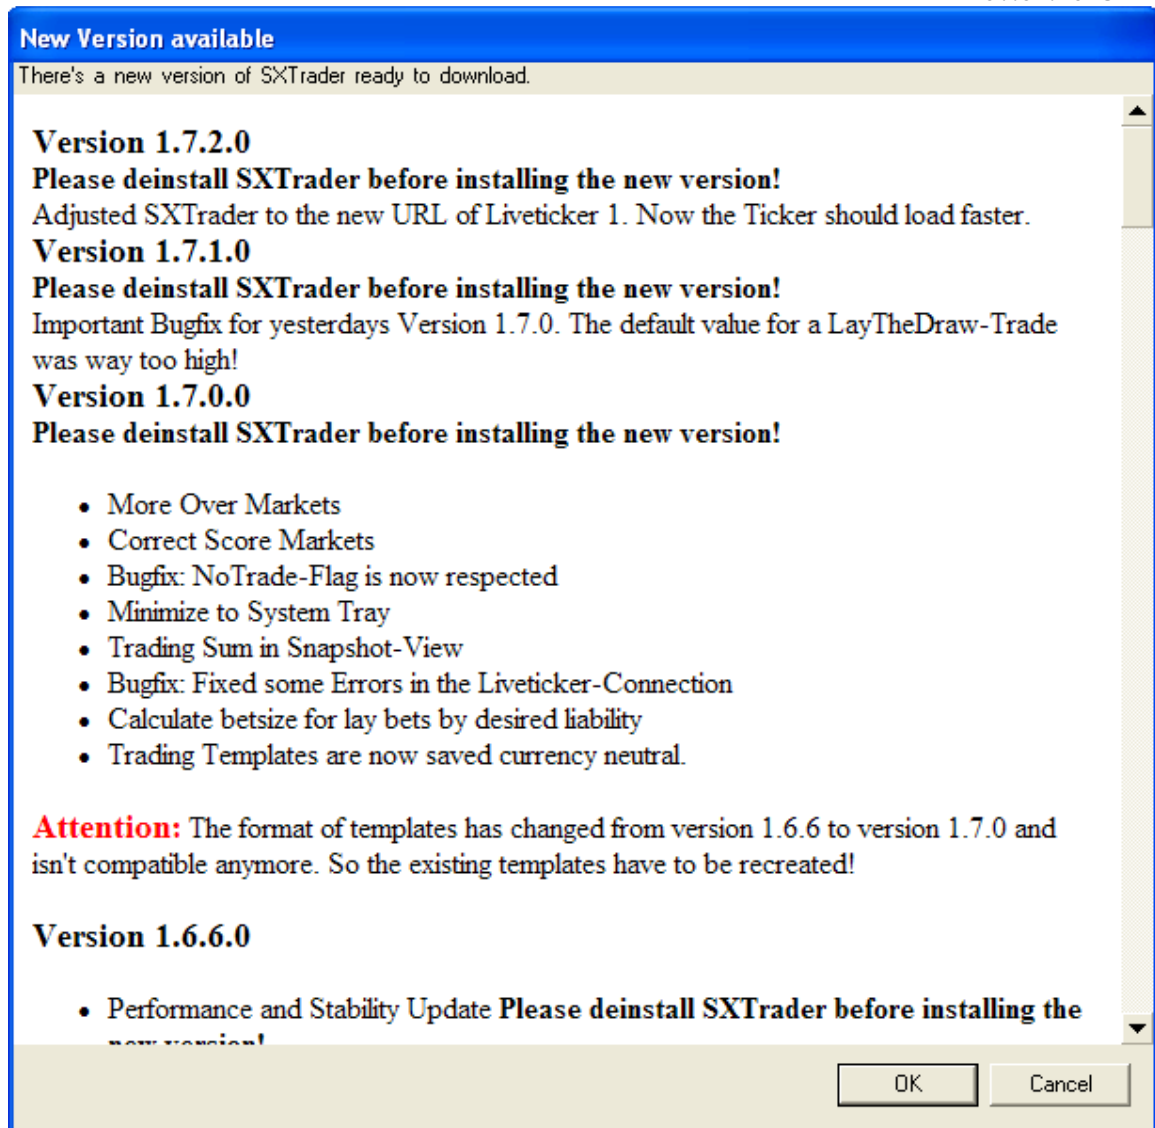 New Version available
There's a new version of SXTrader ready to download.
Version 1.7.2.0
Please deinstall SXTrader before installing the new version!
Adjusted SXTrader to the new URL of Liveticker 1. Now the Ticker should load faster.
Version 1.7.1.0
Please deinstall SXTrader before installing the new version!
Important Bugfix for yesterdays Version 1.7.0. The default value for a LayTheDraw-Trade
was way too high!
Version 1.7.0.0
Please deinstall SXTrader before installing the new version!
• More Over Markets
• Correct Score Markets
• Bugfix: NoTrade-Flag is now respected
• Minimize to System Tray
• Trading Sum in Snapshot-View
• Bugfix: Fixed some Errors in the Liveticker-Connection
• Calculate betsize for lay bets by desired liability
• Trading Templates are now saved currency neutral.
Attention: The format of templates has changed from version 1.6.6 to version 1.7.0 and
isn't compatible anymore. So the existing templates have to be recreated!
Version 1.6.6.0
• Performance and Stability Update Please deinstall SXTrader before installing the
new version!
OK
Cancel